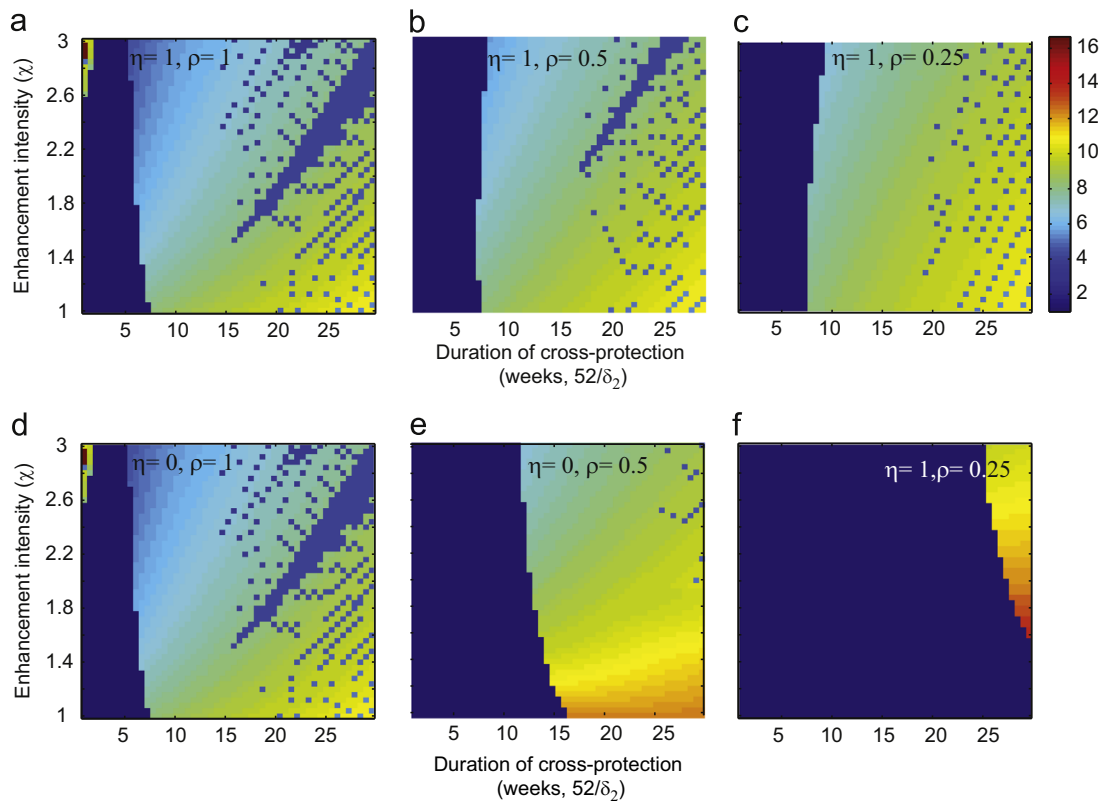 a
b
c
η= 1, ρ= 1
η= 1, ρ= 0.5
η= 1, ρ= 0.25
Enhancement intensity (χ)
3
2.6
2.2
1.8
1.4
1
5 10 15 20 25
5 10 15 20 25
5 10 15 20 25
16
14
12
10
8
6
4
2
Duration of cross-protection
(weeks, 52/δ₂)
d
e
f
η= 0, ρ= 1
η= 0, ρ= 0.5
η= 1,ρ= 0.25
Enhancement intensity (χ)
3
2.6
2.2
1.8
1.4
1
5 10 15 20 25
5 10 15 20 25
5 10 15 20 25
Duration of cross-protection
(weeks, 52/δ₂)